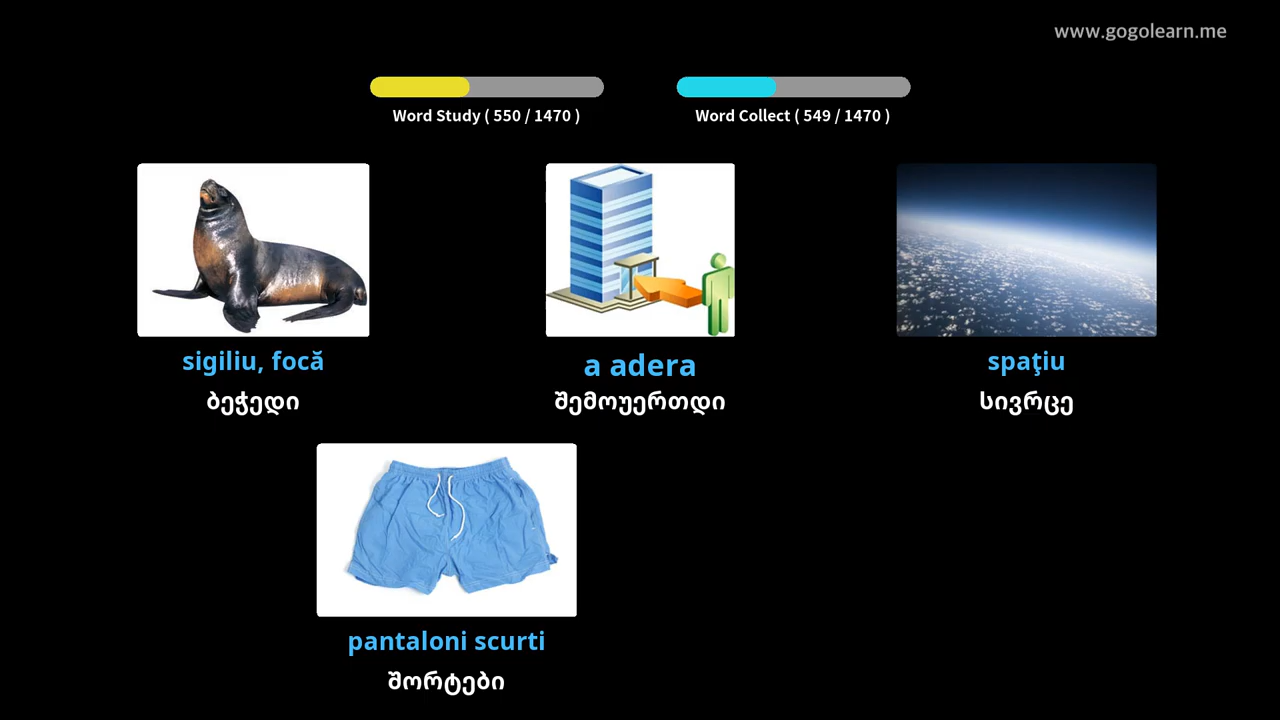 www.gogolearn.me
Word Study ( 550 / 1470 )
Word Collect ( 549 / 1470 )
sigiliu, focă
ბეჭედი
a adera
შემოუერთდი
spaţiu
სივრცე
pantaloni scurti
შორტები